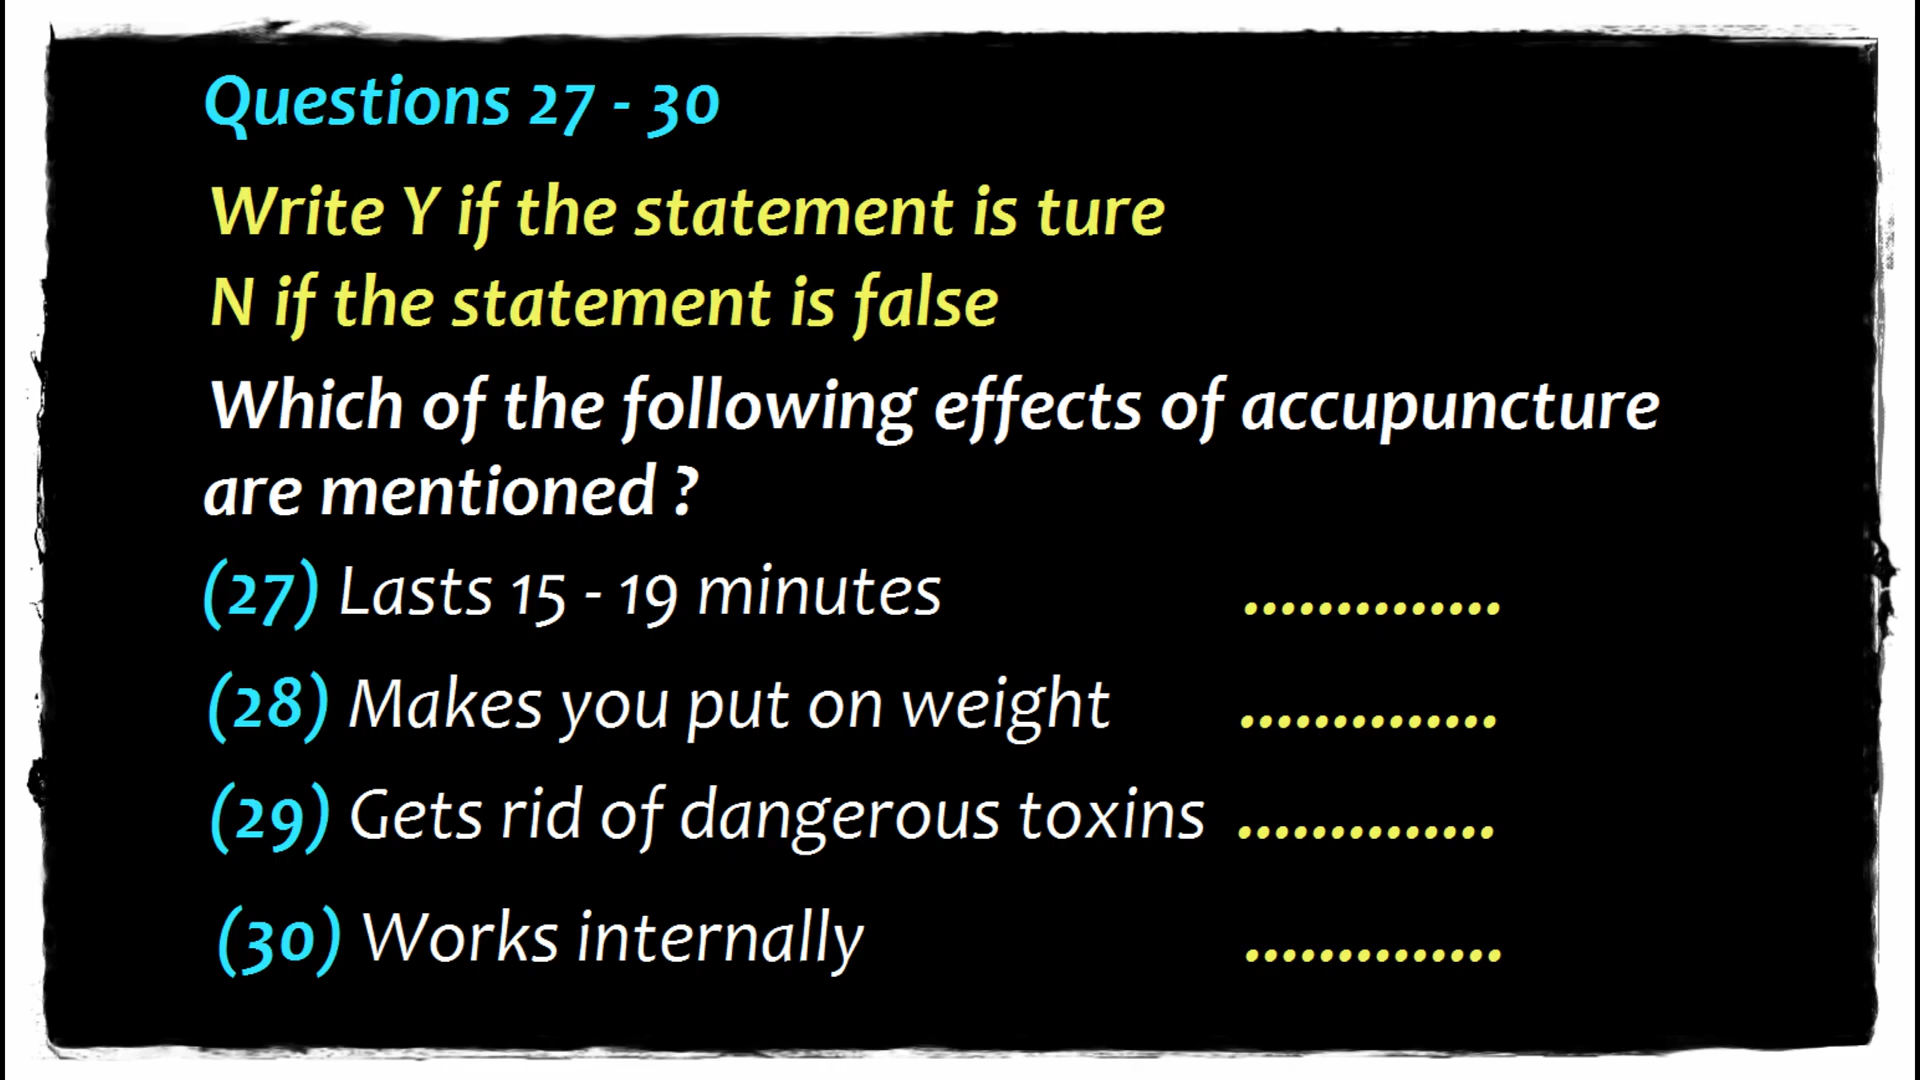 Questions 27 - 30
Write Y if the statement is ture
N if the statement is false
Which of the following effects of accupuncture
are mentioned ?
(27) Lasts 15 - 19 minutes ..............
(28) Makes you put on weight ..............
(29) Gets rid of dangerous toxins ..............
(30) Works internally ..............